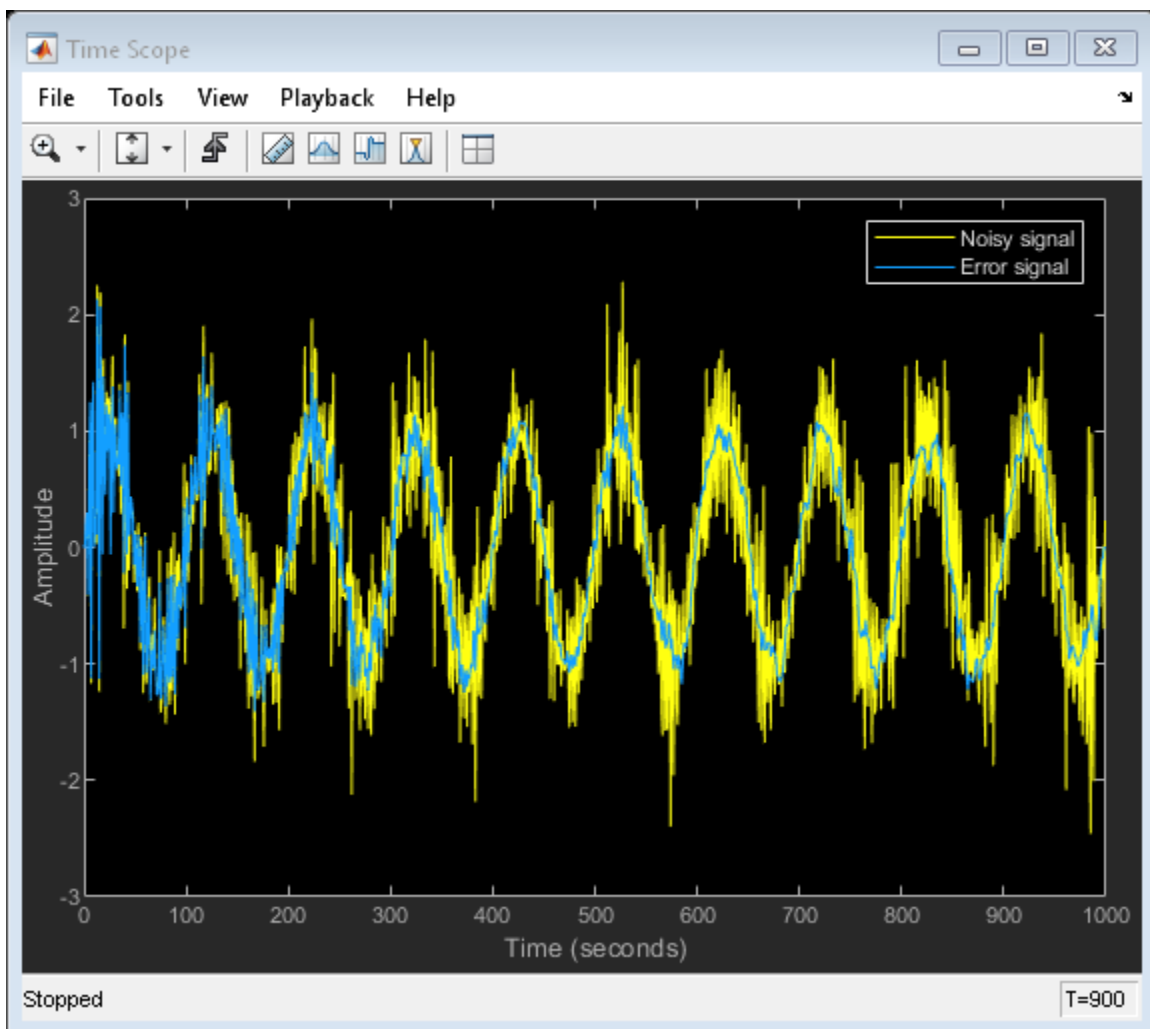 Time Scope
File Tools View Playback Help
Noisy signal
Error signal
3
2
1
0
-1
-2
-3
Amplitude
0 100 200 300 400 500 600 700 800 900 1000
Time (seconds)
Stopped T=900